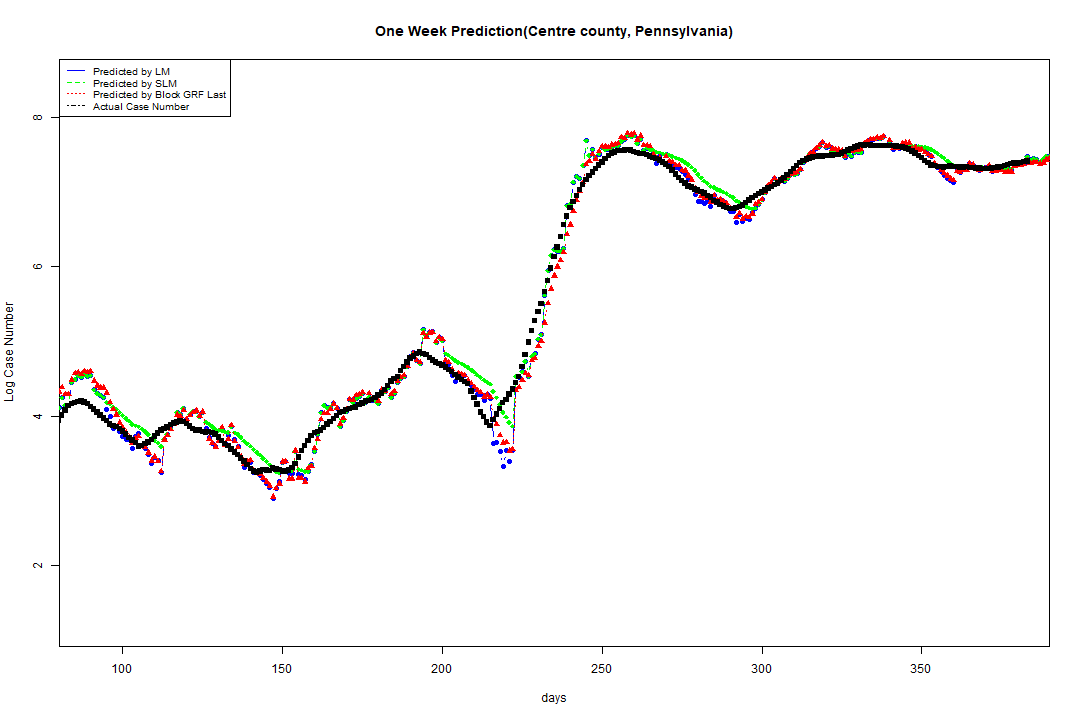 One Week Prediction(Centre county, Pennsylvania)
Predicted by LM
Predicted by SLM
Predicted by Block GRF Last
Actual Case Number
8
6
4
2
Log Case Number
100 150 200 250 300 350
days